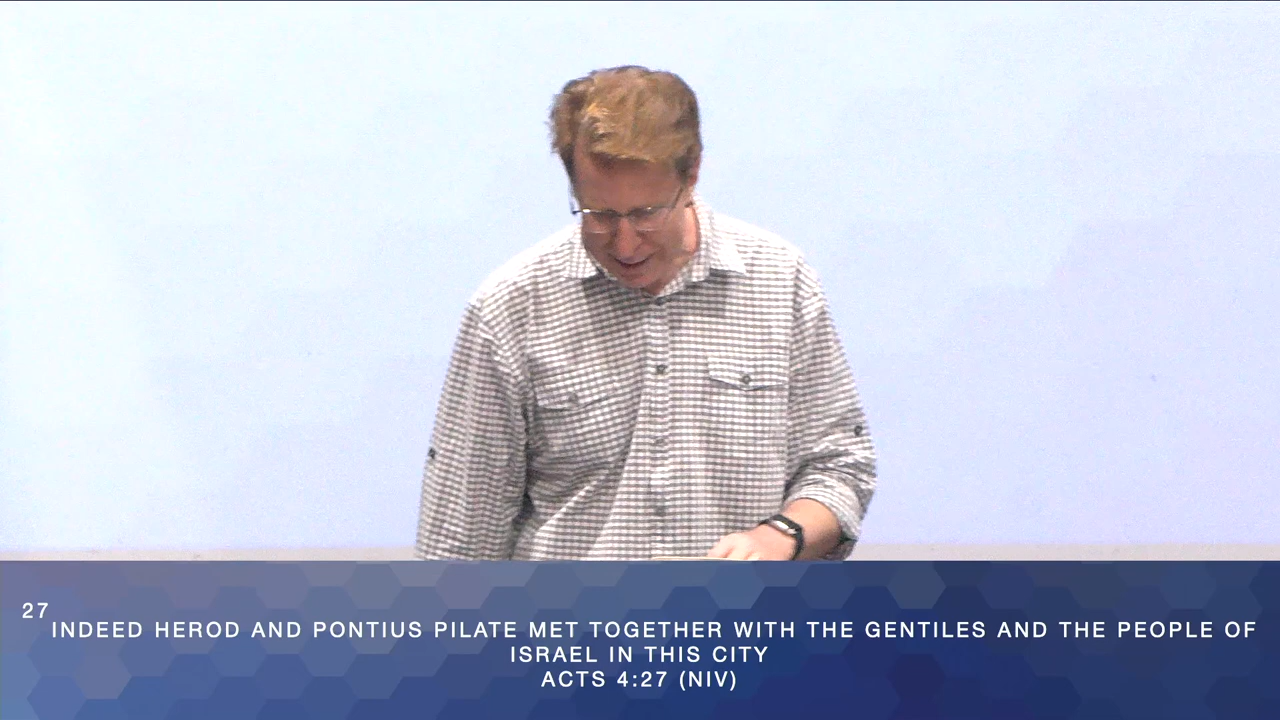 27
INDEED HEROD AND PONTIUS PILATE MET TOGETHER WITH THE GENTILES AND THE PEOPLE OF
ISRAEL IN THIS CITY
ACTS 4:27 (NIV)